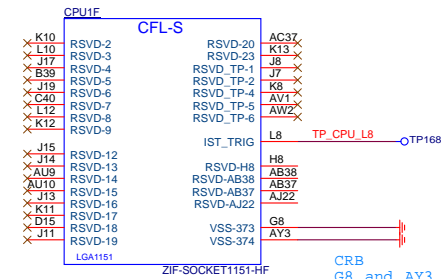 CPU1F
CFL-S
K10 RSVD-2
L10 RSVD-3
J17 RSVD-4
B39 RSVD-5
J19 RSVD-6
C40 RSVD-7
L12 RSVD-8
K12 RSVD-9
J15 RSVD-12
J14 RSVD-13
AU9 RSVD-14
AU10 RSVD-15
J13 RSVD-16
K11 RSVD-17
D15 RSVD-18
J11 RSVD-19
RSVD-20 AC37
RSVD-23 K13
RSVD_TP-1 J8
RSVD_TP-2 J7
RSVD_TP-4 K8
RSVD_TP-5 AV1
RSVD_TP-6 AW2
IST_TRIG L8 TP_CPU_L8 TP168
RSVD-H8 H8
RSVD-AB38 AB38
RSVD-AB37 AB37
RSVD-AJ22 AJ22
VSS-373 G8
VSS-374 AY3
LGA1151
ZIF-SOCKET1151-HF
CRB
G8 and AY3